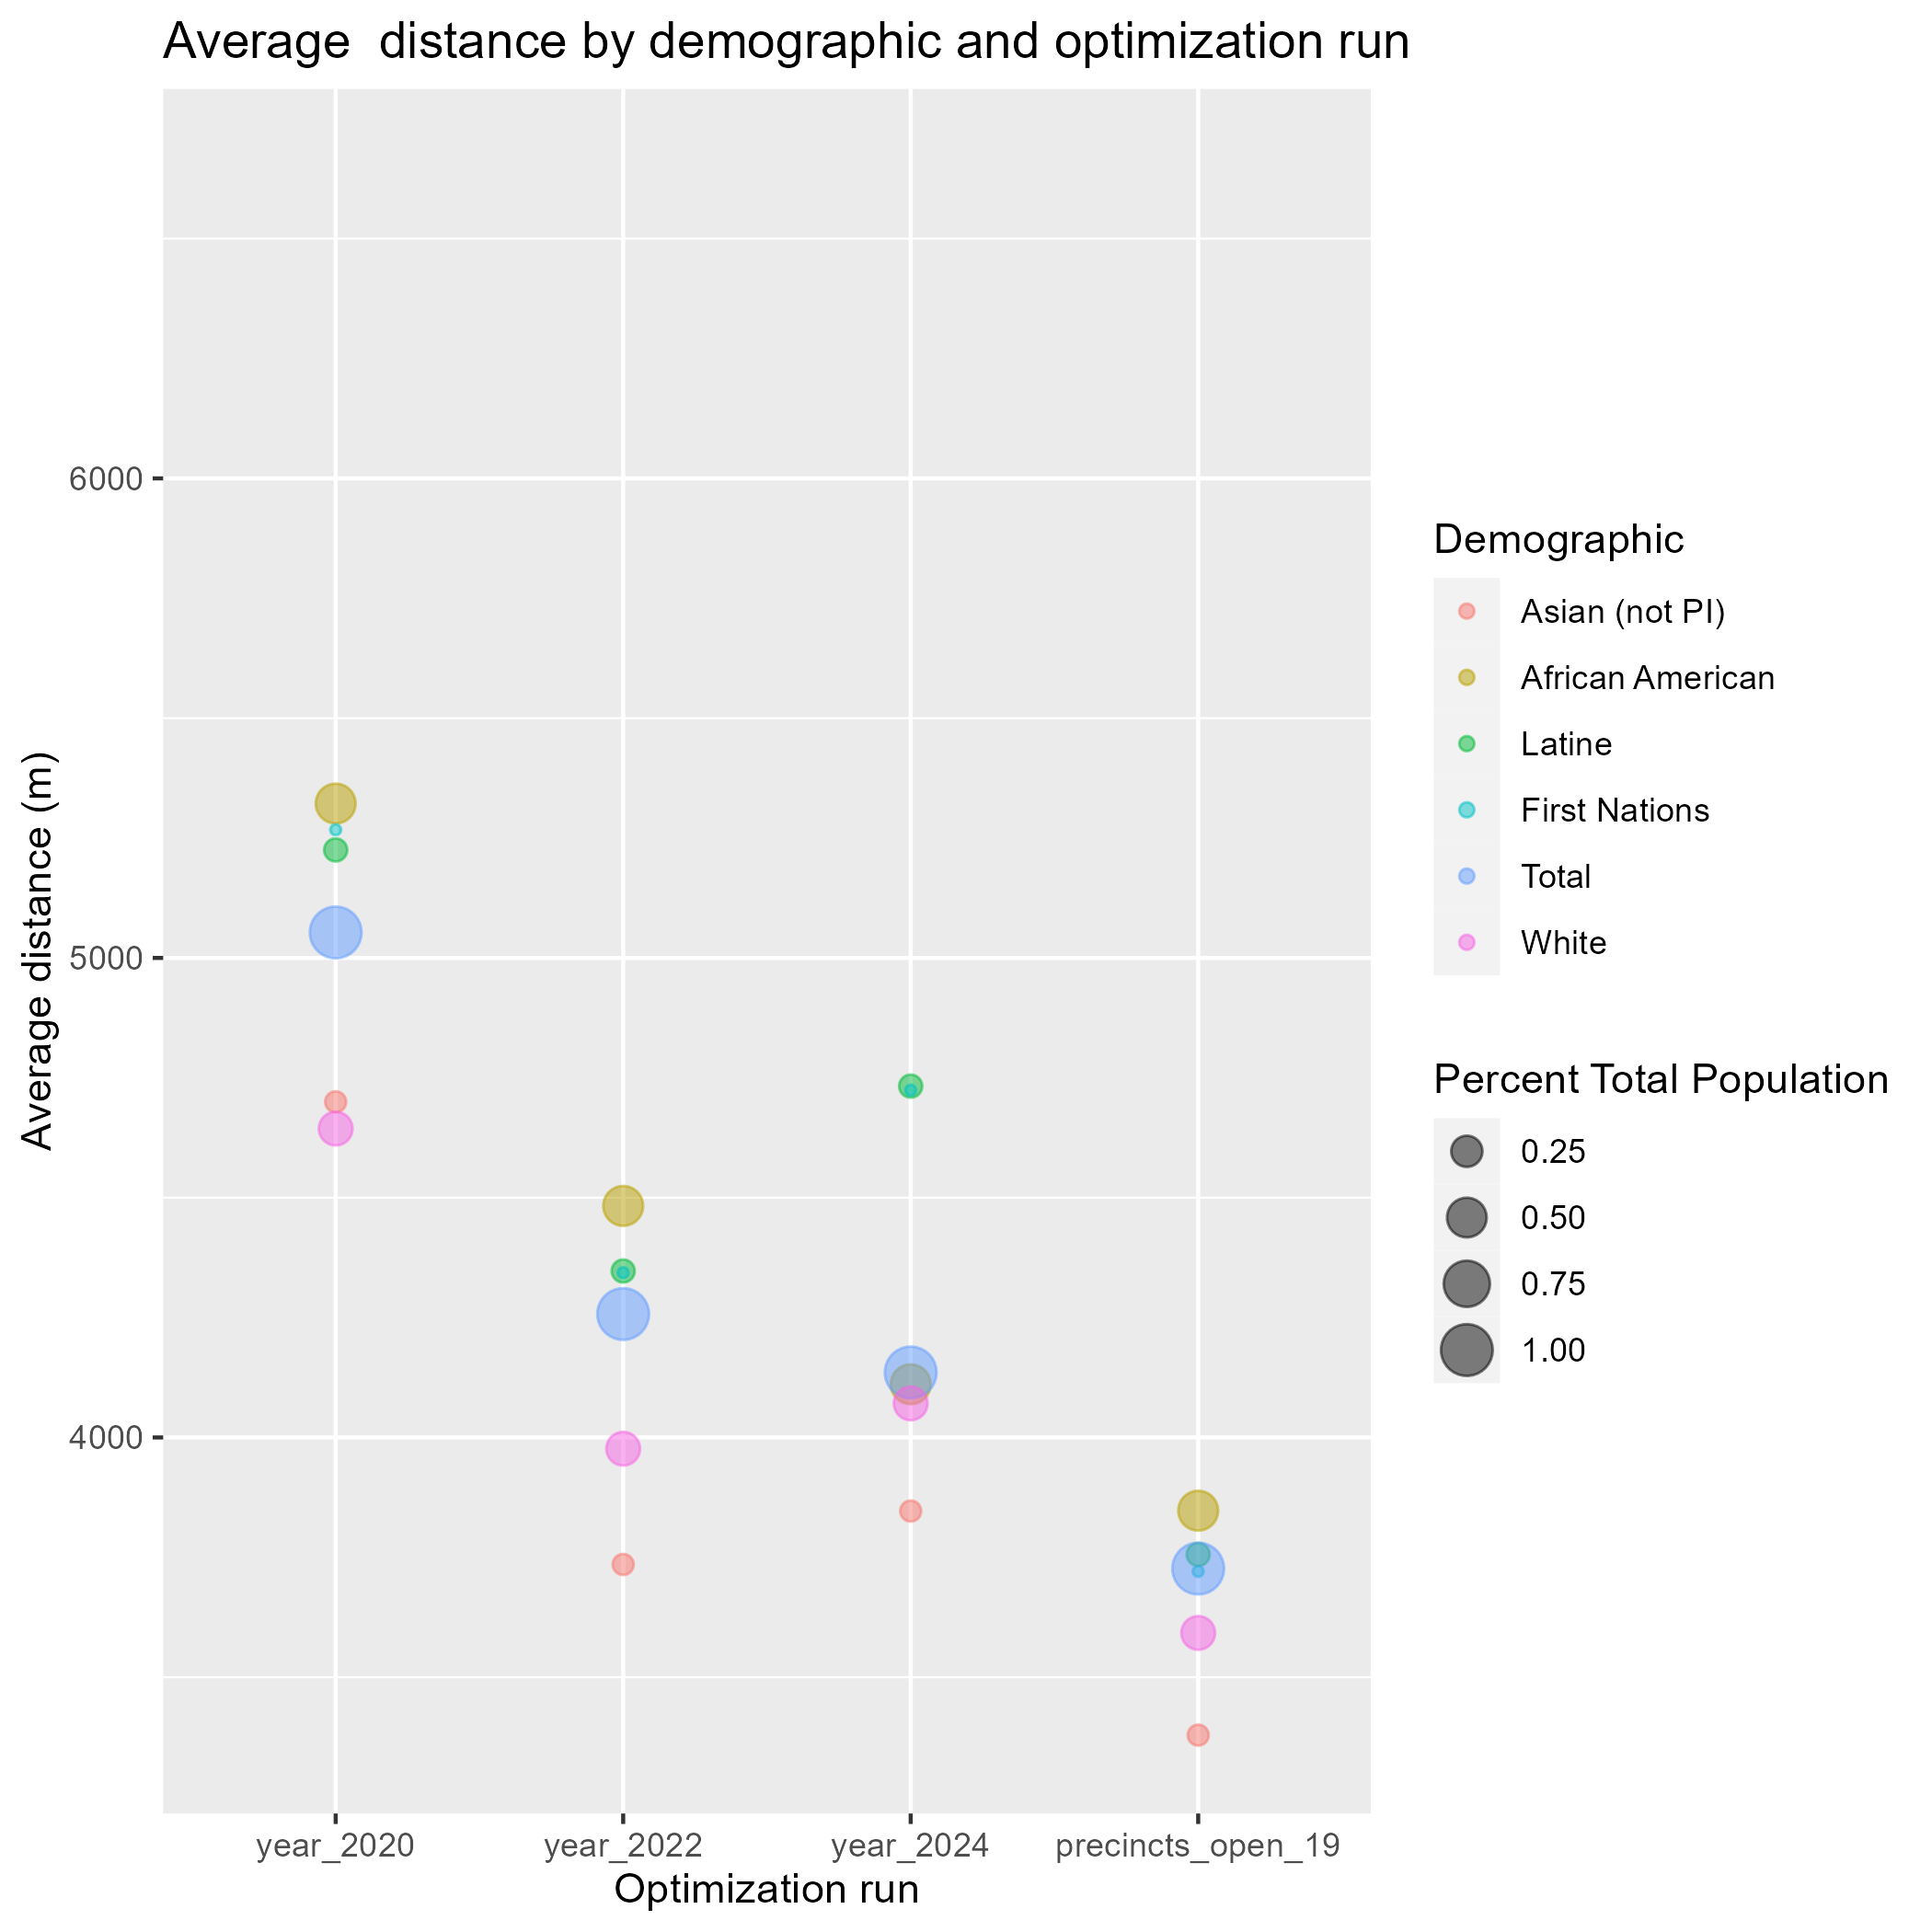 Average  distance by demographic and optimization run
Average distance (m)
6000
5000
4000
year_2020
year_2022
year_2024
precincts_open_19
Optimization run
Demographic
Asian (not PI)
African American
Latine
First Nations
Total
White
Percent Total Population
0.25
0.50
0.75
1.00